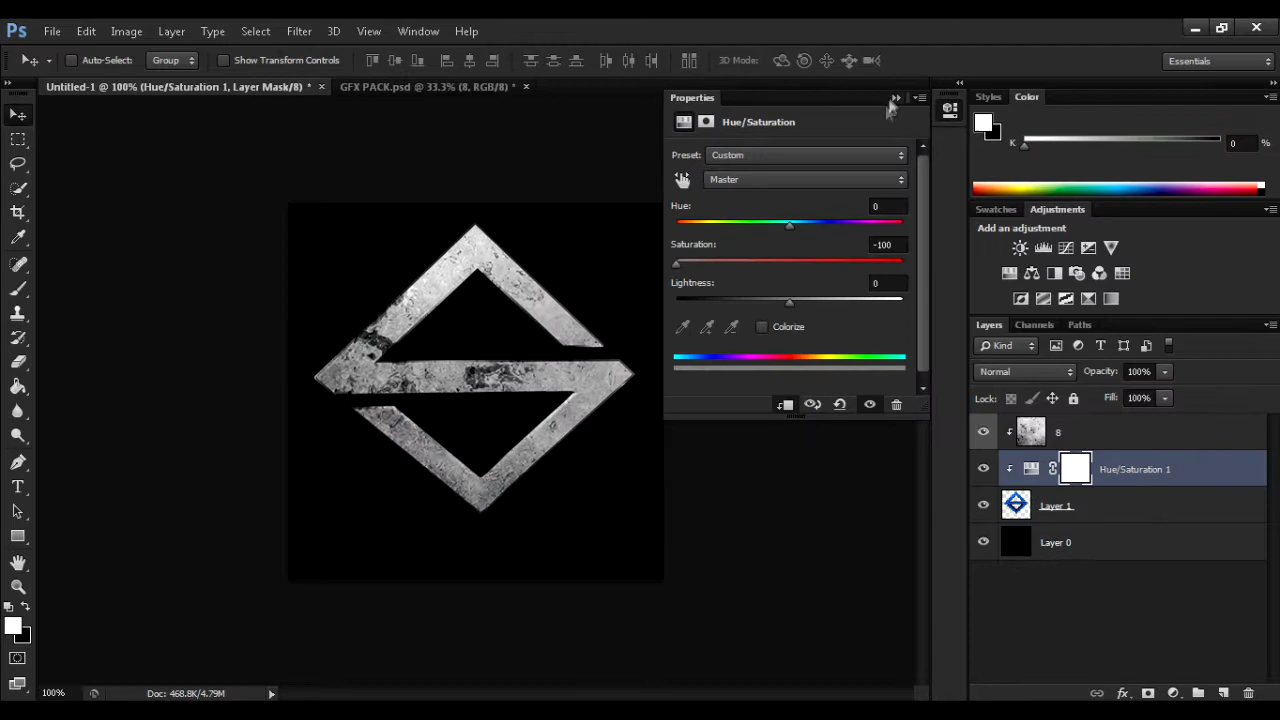 Ps File Edit Image Layer Type Select Filter 3D View Window Help
Auto-Select: Group Show Transform Controls 3D Mode: Essentials
Untitled-1 @ 100% (Hue/Saturation 1, Layer Mask/8) * × GFX PACK.psd @ 33.3% (8, RGB/8) * ×
Properties
Hue/Saturation
Preset: Custom
Master
Hue: 0
Saturation: -100
Lightness: 0
Colorize
Styles Color
K 0 %
Swatches Adjustments
Add an adjustment
Layers Channels Paths
Kind
Normal Opacity: 100%
Lock: Fill: 100%
8
Hue/Saturation 1
Layer 1
Layer 0
T
100% Doc: 468.8K/4.79M
fx